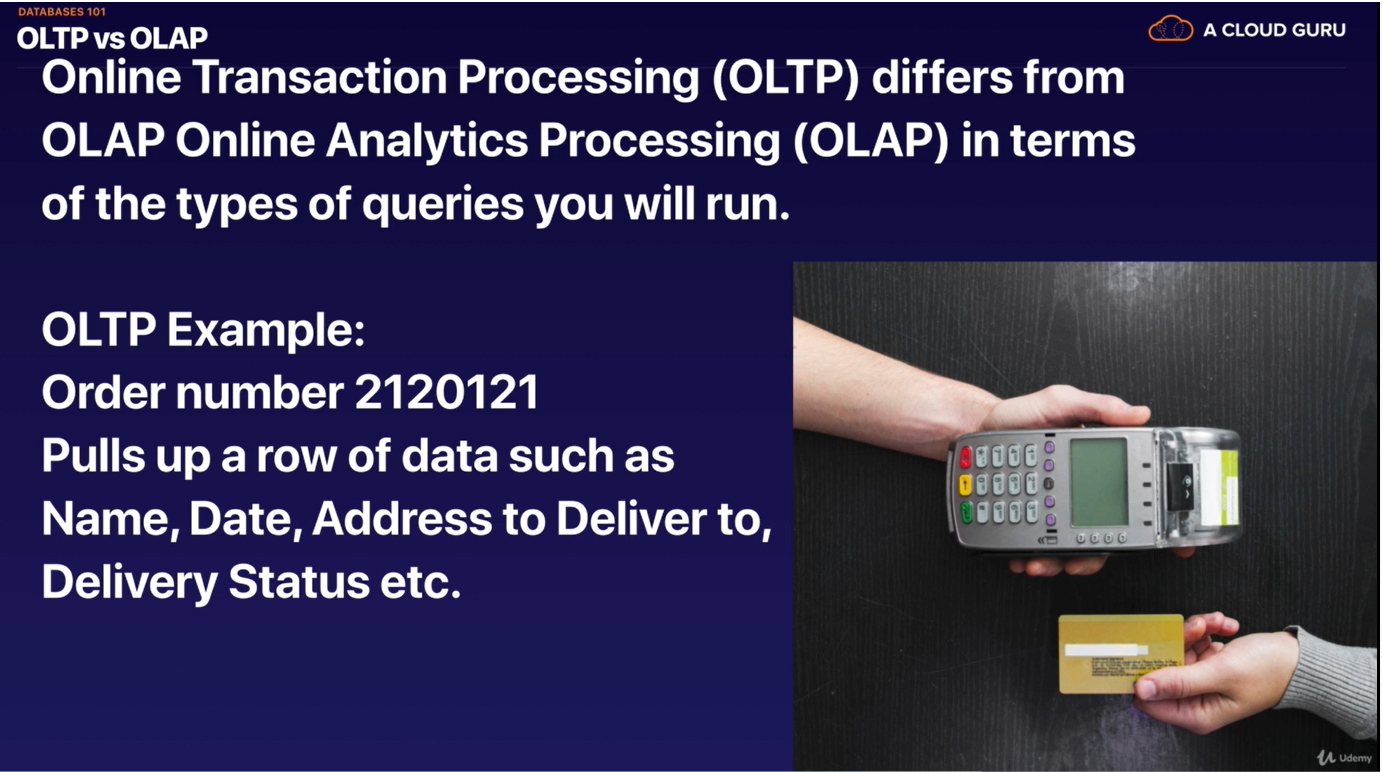 DATABASES 101
OLTP vs OLAP
A CLOUD GURU
Online Transaction Processing (OLTP) differs from
OLAP Online Analytics Processing (OLAP) in terms
of the types of queries you will run.
OLTP Example:
Order number 2120121
Pulls up a row of data such as
Name, Date, Address to Deliver to,
Delivery Status etc.
Udemy